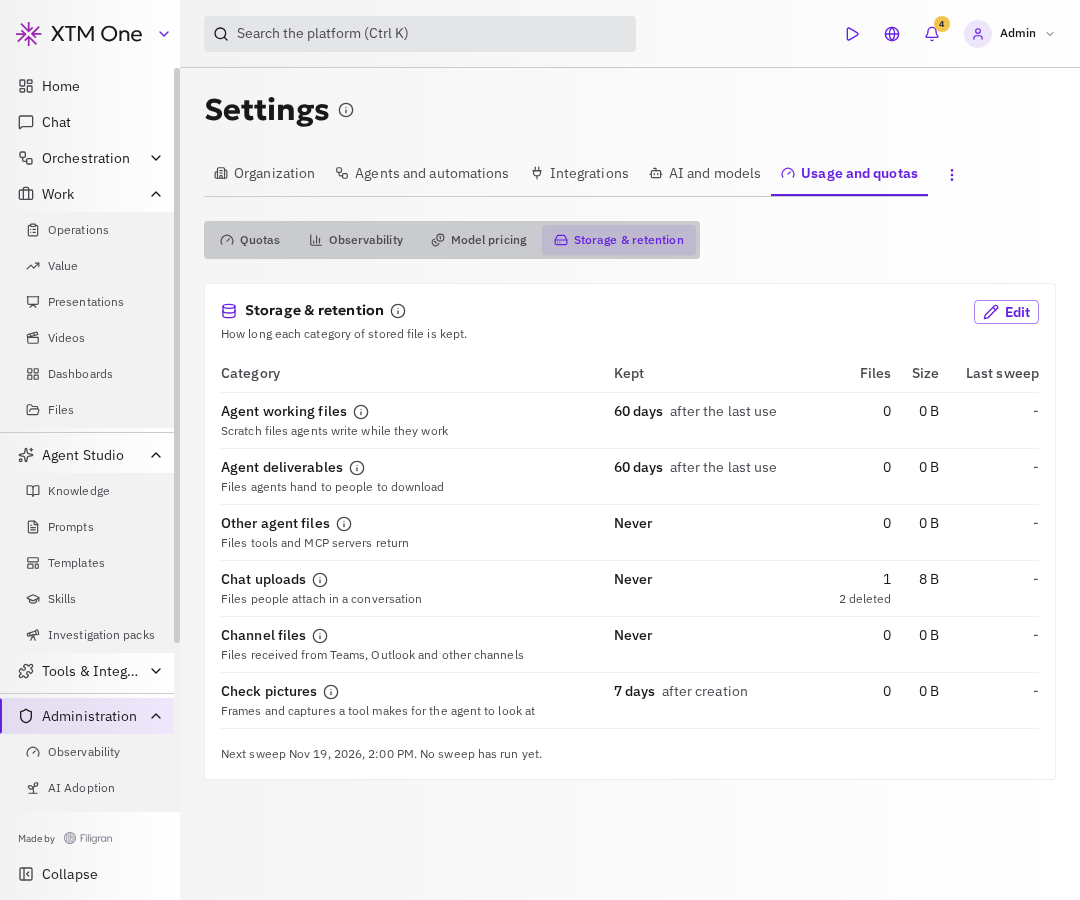 XTM One
Search the platform (Ctrl K)
4
Admin
Home
Chat
Orchestration
Work
Operations
Value
Presentations
Videos
Dashboards
Files
Agent Studio
Knowledge
Prompts
Templates
Skills
Investigation packs
Tools & Integ...
Administration
Observability
AI Adoption
Made by Filigran
Collapse
Settings
Organization Agents and automations Integrations AI and models Usage and quotas
Quotas Observability Model pricing Storage & retention
Storage & retention
Edit
How long each category of stored file is kept.
Category Kept Files Size Last sweep
Agent working files 60 days after the last use 0 0 B -
Scratch files agents write while they work
Agent deliverables 60 days after the last use 0 0 B -
Files agents hand to people to download
Other agent files Never 0 0 B -
Files tools and MCP servers return
Chat uploads Never 1 8 B -
Files people attach in a conversation 2 deleted
Channel files Never 0 0 B -
Files received from Teams, Outlook and other channels
Check pictures 7 days after creation 0 0 B -
Frames and captures a tool makes for the agent to look at
Next sweep Nov 19, 2026, 2:00 PM. No sweep has run yet.